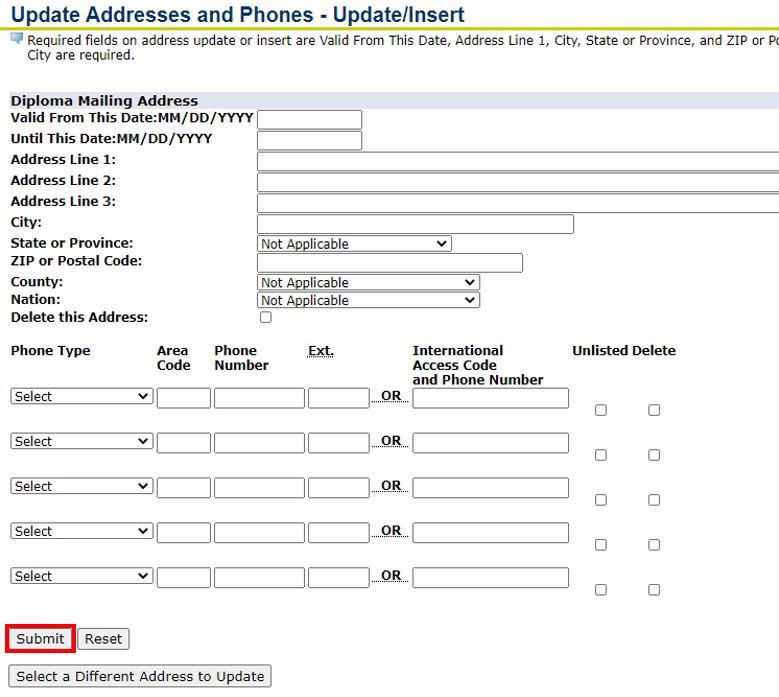 Update Addresses and Phones - Update/Insert
Required fields on address update or insert are Valid From This Date, Address Line 1, City, State or Province, and ZIP or
City are required.
Diploma Mailing Address
Valid From This Date:MM/DD/YYYY
Until This Date:MM/DD/YYYY
Address Line 1:
Address Line 2:
Address Line 3:
City:
State or Province: Not Applicable
ZIP or Postal Code:
County: Not Applicable
Nation: Not Applicable
Delete this Address:
Phone Type Area Phone Ext. International Unlisted Delete
Code Number Access Code
and Phone Number
Select OR
Select OR
Select OR
Select OR
Select OR
Submit Reset
Select a Different Address to Update